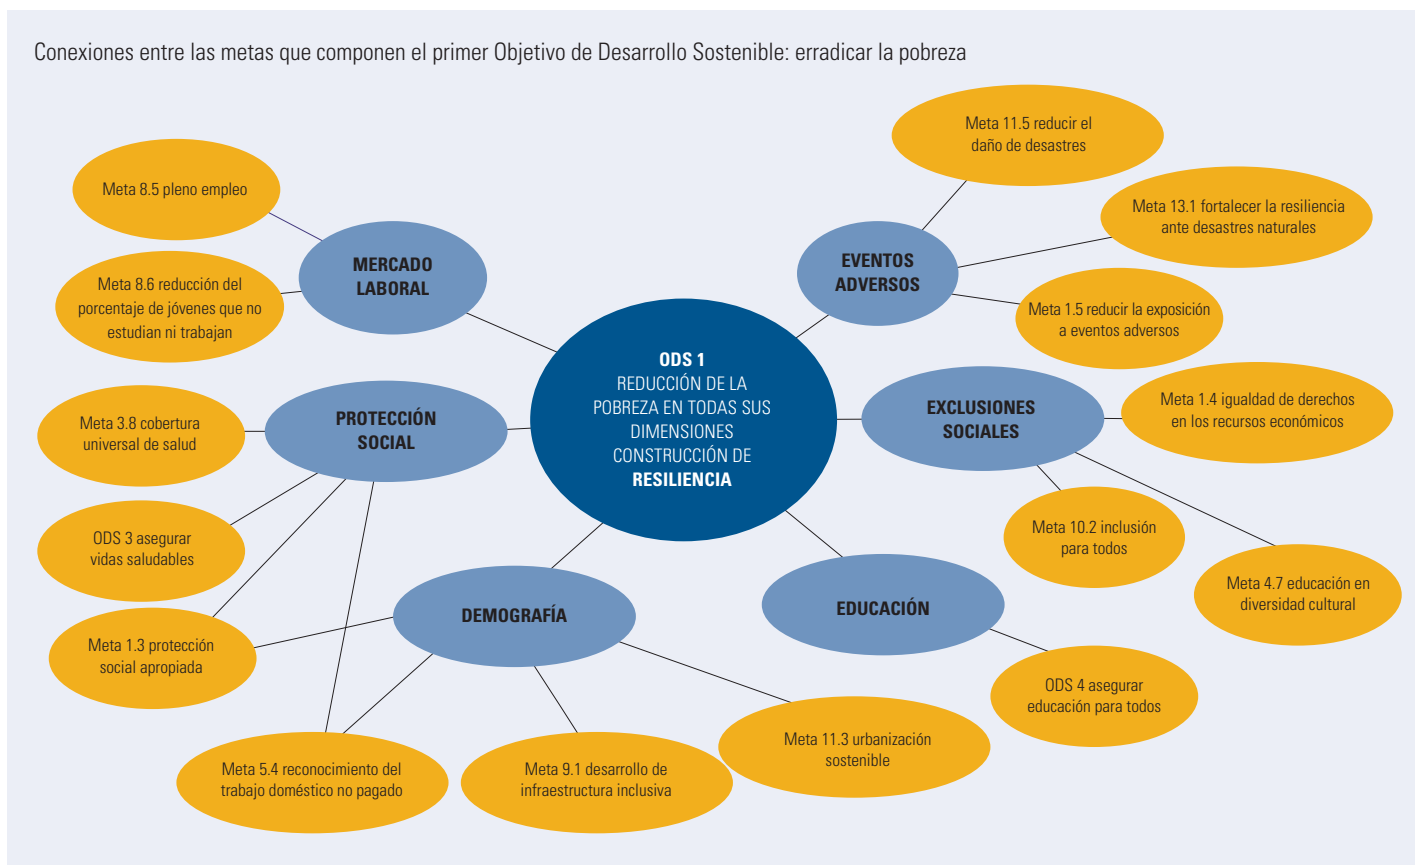 Conexiones entre las metas que componen el primer Objetivo de Desarrollo Sostenible: erradicar la pobreza
Meta 11.5 reducir el
daño de desastres
Meta 8.5 pleno empleo
Meta 13.1 fortalecer la resiliencia
ante desastres naturales
MERCADO
LABORAL
EVENTOS
ADVERSOS
Meta 8.6 reducción del
porcentaje de jóvenes que no
estudian ni trabajan
Meta 1.5 reducir la exposición
a eventos adversos
ODS 1
REDUCCIÓN DE LA
POBREZA EN TODAS SUS
DIMENSIONES
CONSTRUCCIÓN DE
RESILIENCIA
Meta 3.8 cobertura
universal de salud
PROTECCIÓN
SOCIAL
EXCLUSIONES
SOCIALES
Meta 1.4 igualdad de derechos
en los recursos económicos
ODS 3 asegurar
vidas saludables
Meta 10.2 inclusión
para todos
Meta 4.7 educación en
diversidad cultural
DEMOGRAFÍA
EDUCACIÓN
Meta 1.3 protección
social apropiada
ODS 4 asegurar
educación para todos
Meta 5.4 reconocimiento del
trabajo doméstico no pagado
Meta 9.1 desarrollo de
infraestructura inclusiva
Meta 11.3 urbanización
sostenible